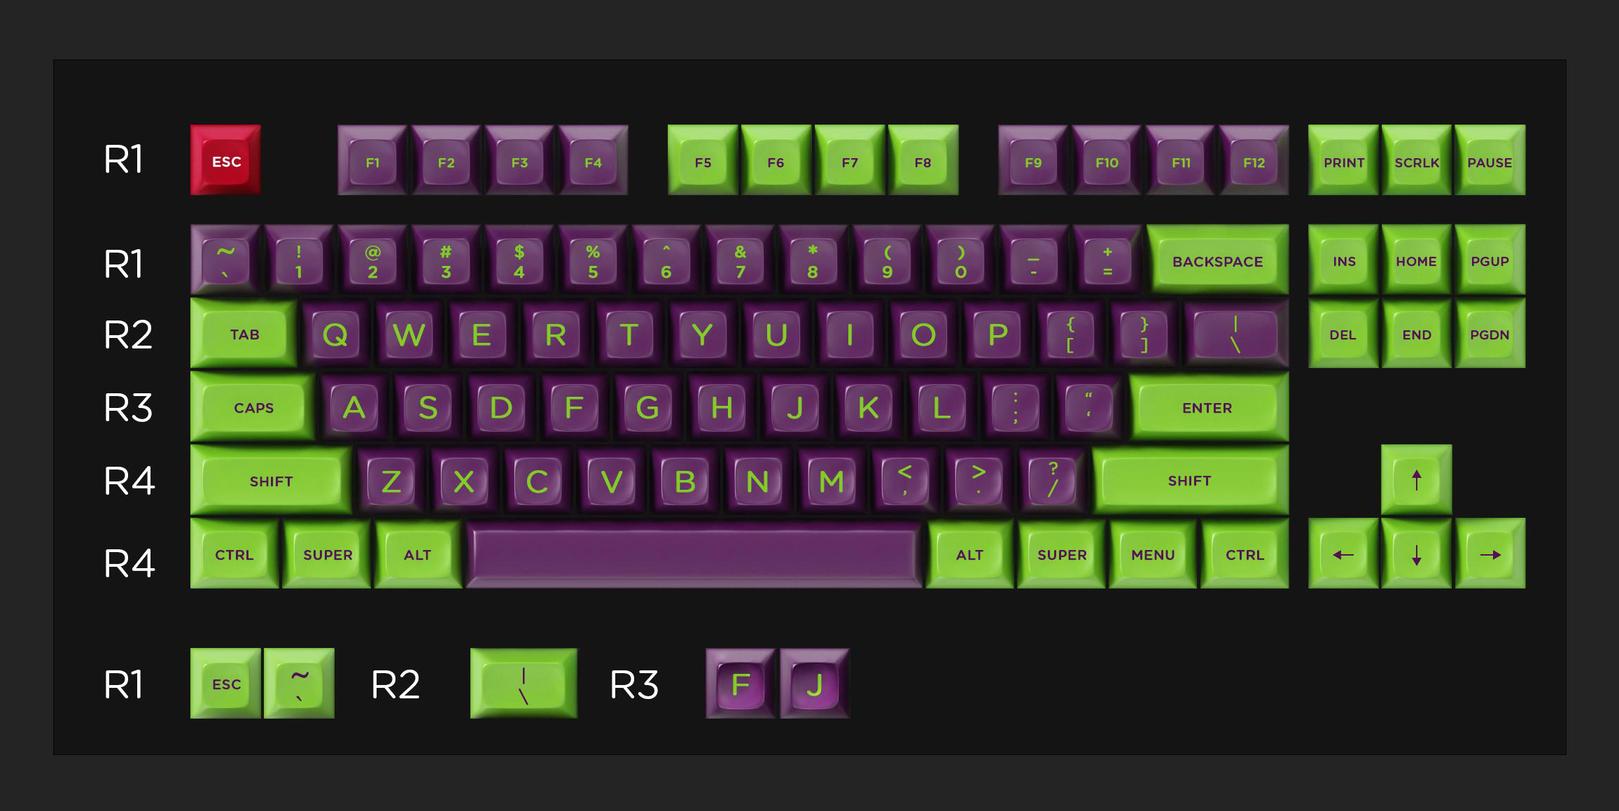 R1 ESC F1 F2 F3 F4 F5 F6 F7 F8 F9 F10 F11 F12 PRINT SCRLK PAUSE
R1 ~ ` ! 1 @ 2 # 3 $ 4 % 5 ^ 6 & 7 * 8 ( 9 ) 0 _ - + = BACKSPACE INS HOME PGUP
R2 TAB Q W E R T Y U I O P { [ } ] | \ DEL END PGDN
R3 CAPS A S D F G H J K L : ; “ ‘ ENTER
R4 SHIFT Z X C V B N M < , > . ? / SHIFT ↑
R4 CTRL SUPER ALT ALT SUPER MENU CTRL ← ↓ →
R1 ESC ~ ` R2 | \ R3 F J